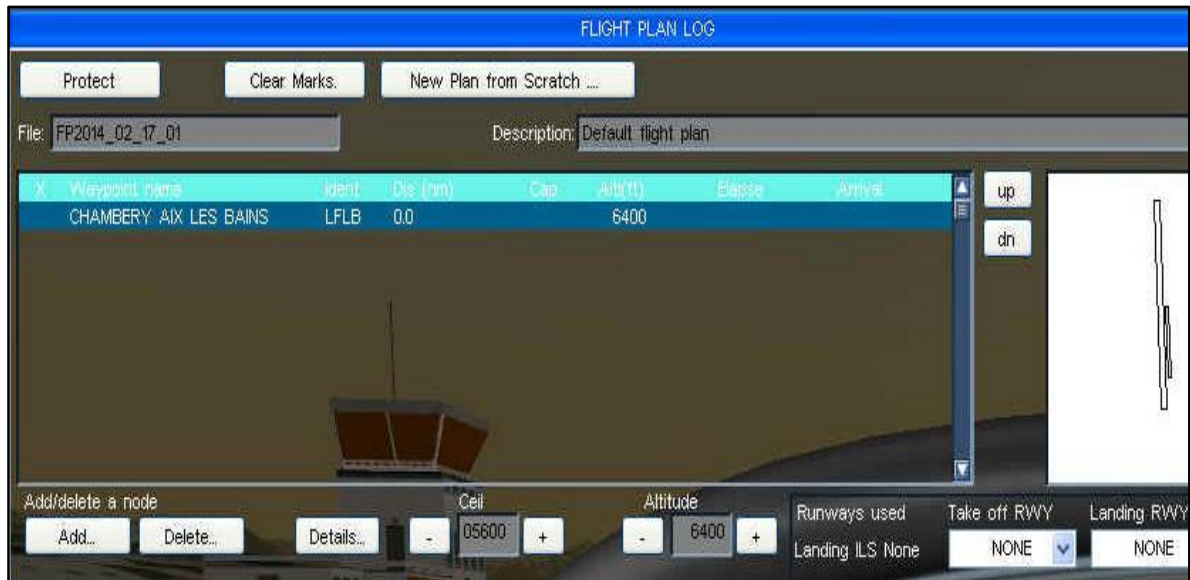 FLIGHT PLAN LOG
Protect Clear Marks. New Plan from Scratch ....
File: FP2014_02_17_01 Description: Default flight plan
X Waypoint name Ident Dis (nm) Cap Alti(ft) Elapse Arrival
CHAMBERY AIX LES BAINS LFLB 0.0 6400
up
dn
Add/delete a node Ceil Altitude
Runways used Take off RWY Landing RWY
Add... Delete... Details... - 05600 + - 6400 +
Landing ILS None NONE NONE